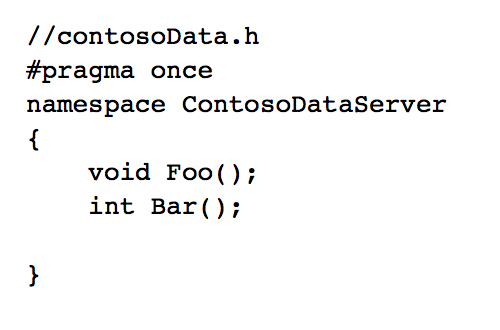 //contosoData.h
#pragma once
namespace ContosoDataServer
{
    void Foo();
    int Bar();

}